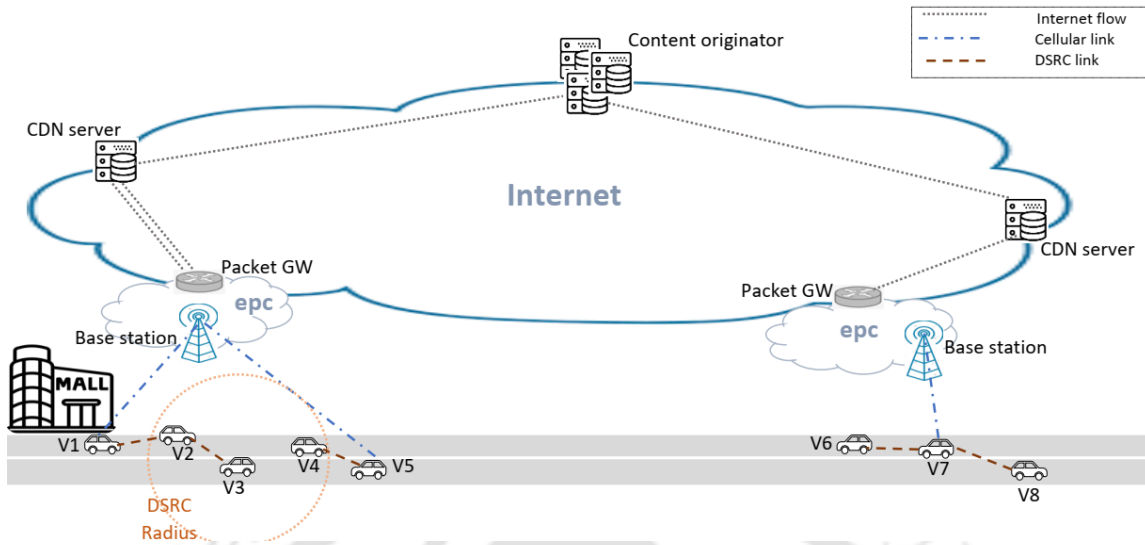 Content originator
Internet flow
Cellular link
DSRC link
CDN server
Internet
CDN server
Packet GW
epc
Packet GW
epc
Base station
Base station
MALL
V1
V2
V3
V4
V5
V6
V7
V8
DSRC
Radius